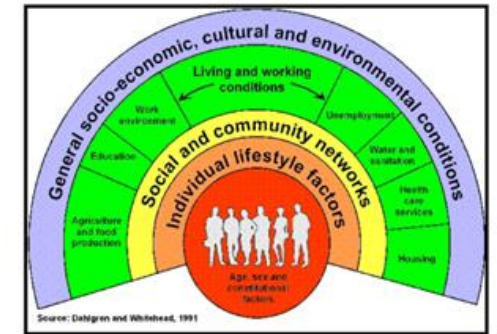 General socio-economic, cultural and environmental conditions
Living and working
conditions
Work
environment
Unemployment
Education
Water and
sanitation
Agriculture
and food
production
Health
care
services
Housing
Social and community networks
Individual lifestyle factors
Age, sex and
constitutional
factors
Source: Dahlgren and Whitehead, 1991